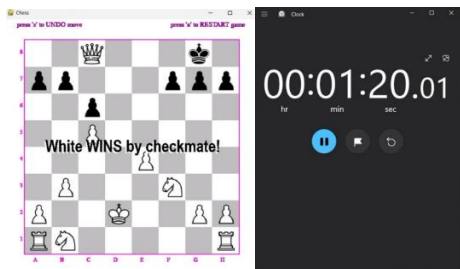 Chess
press 'z' to UNDO move
press 'r' to RESTART game
8
7
6
5
White WINS by checkmate!
4
3
2
1
A B C D E F G H
Clock
00:01:20.01
hr min sec